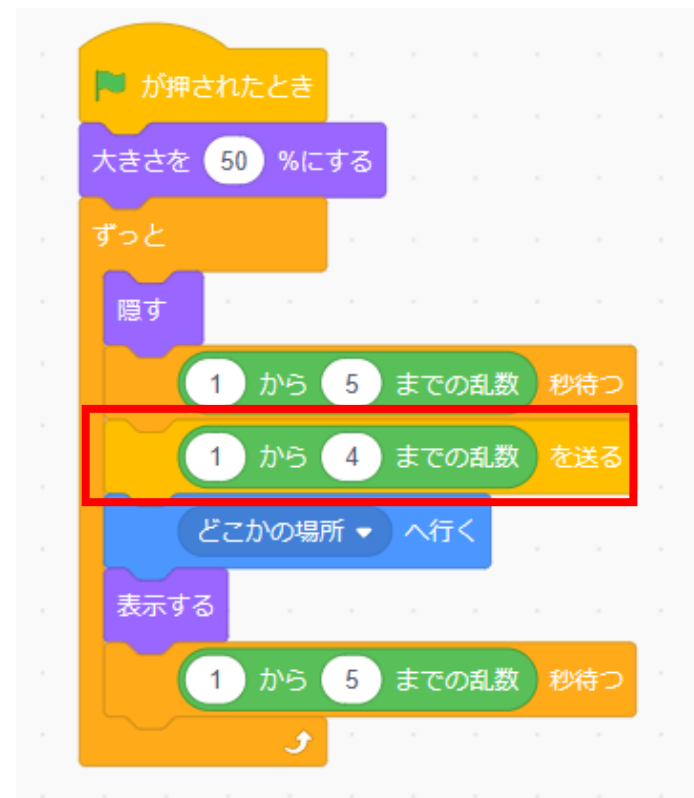 が押されたとき
大きさを 50 %にする
ずっと
隠す
1 から 5 までの乱数 秒待つ
1 から 4 までの乱数 を送る
どこかの場所 へ行く
表示する
1 から 5 までの乱数 秒待つ